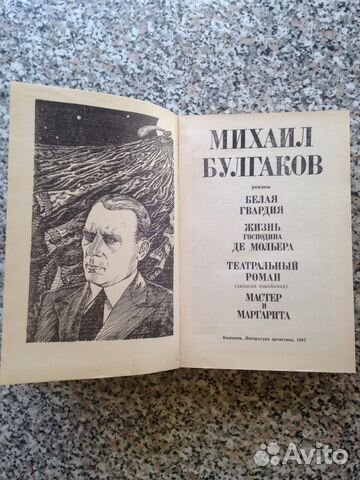 МИХАИЛ
БУЛГАКОВ
романы
БЕЛАЯ
ГВАРДИЯ
ЖИЗНЬ
ГОСПОДИНА
ДЕ МОЛЬЕРА
ТЕАТРАЛЬНЫЙ
РОМАН
(записки покойника)
МАСТЕР
И
МАРГАРИТА
Кишинев, Литература артистикэ, 1987
Avito